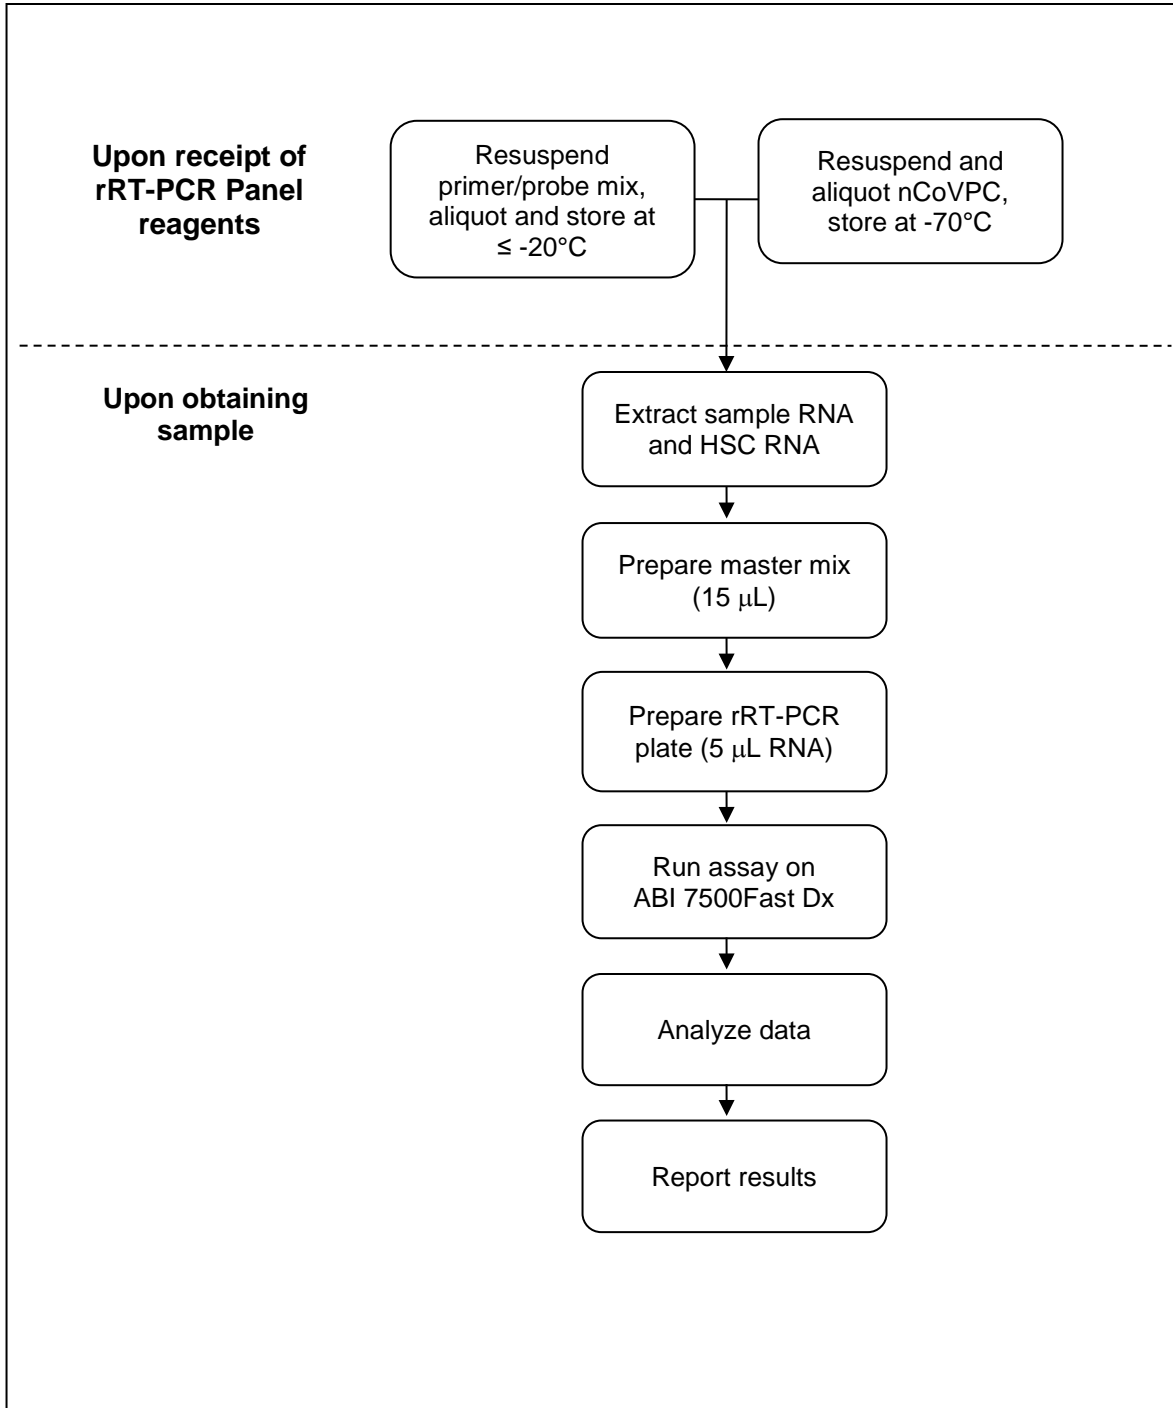 Upon receipt of
rRT-PCR Panel
reagents
Resuspend
primer/probe mix,
aliquot and store at
≤ -20°C
Resuspend and
aliquot nCoVPC,
store at -70°C
Upon obtaining
sample
Extract sample RNA
and HSC RNA
Prepare master mix
(15 μL)
Prepare rRT-PCR
plate (5 μL RNA)
Run assay on
ABI 7500Fast Dx
Analyze data
Report results